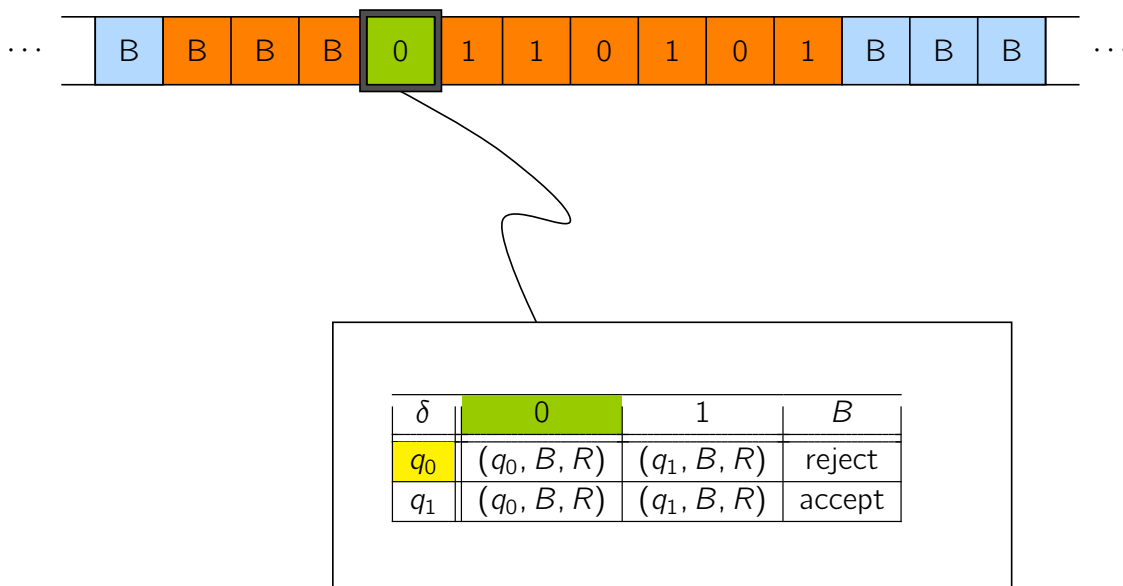 ··· B B B B 0 1 1 0 1 0 1 B B B ···
δ 0 1 B
q₀ (q₀, B, R) (q₁, B, R) reject
q₁ (q₀, B, R) (q₁, B, R) accept